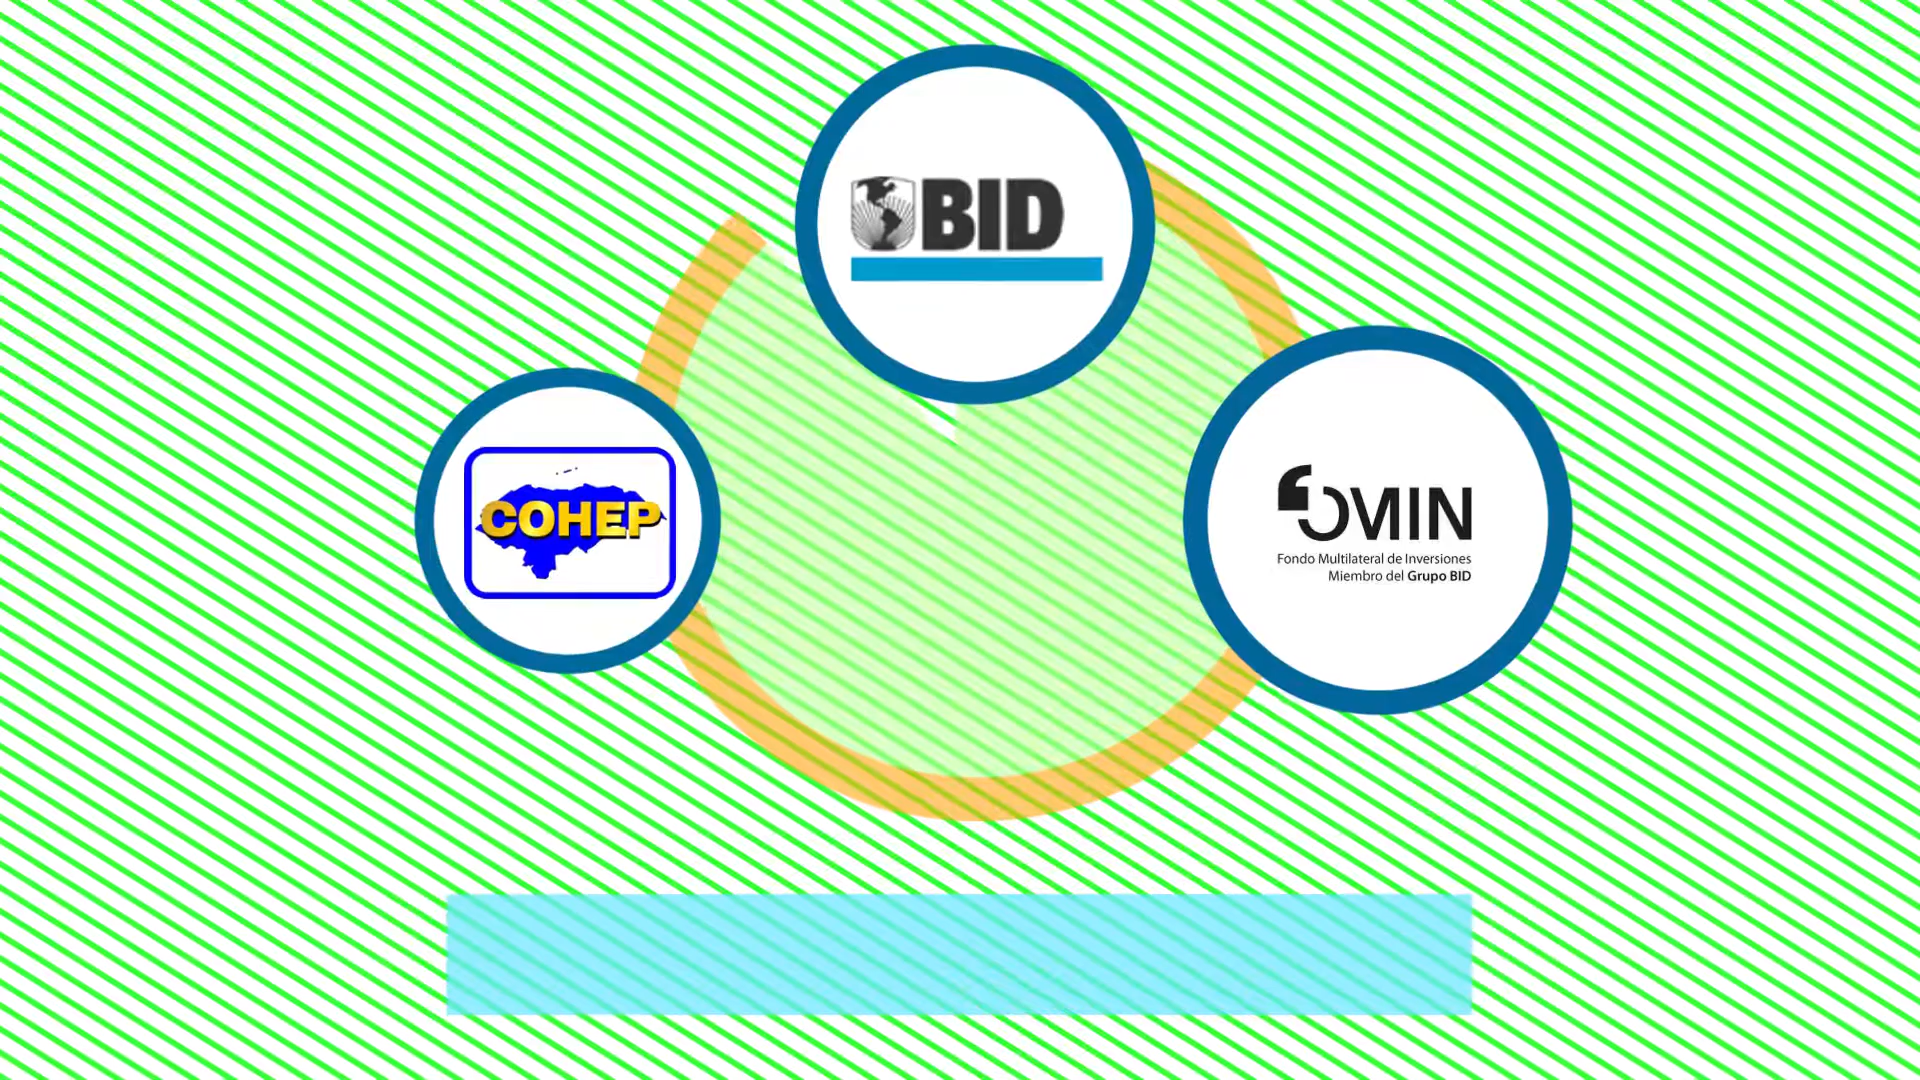 BID
COHEP
FOMIN
Fondo Multilateral de Inversiones
Miembro del Grupo BID